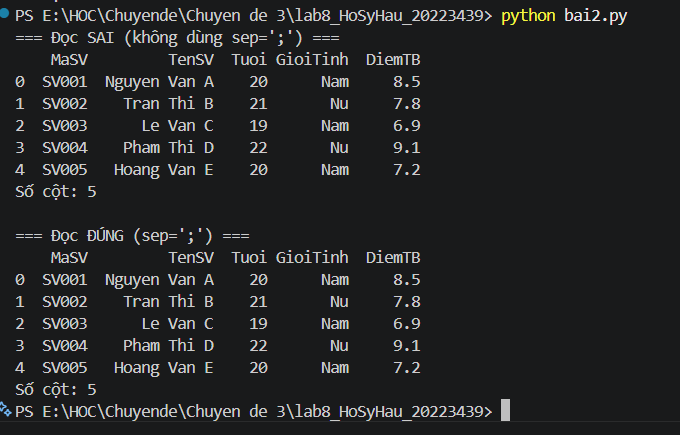 PS E:\HOC\Chuyende\Chuyen de 3\lab8_HoSyHau_20223439> python bai2.py
=== Đọc SAI (không dùng sep=';') ===
    MaSV         TenSV  Tuoi GioiTinh  DiemTB
0  SV001  Nguyen Van A    20      Nam     8.5
1  SV002    Tran Thi B    21       Nu     7.8
2  SV003      Le Van C    19      Nam     6.9
3  SV004    Pham Thi D    22       Nu     9.1
4  SV005   Hoang Van E    20      Nam     7.2
Số cột: 5

=== Đọc ĐÚNG (sep=';') ===
    MaSV         TenSV  Tuoi GioiTinh  DiemTB
0  SV001  Nguyen Van A    20      Nam     8.5
1  SV002    Tran Thi B    21       Nu     7.8
2  SV003      Le Van C    19      Nam     6.9
3  SV004    Pham Thi D    22       Nu     9.1
4  SV005   Hoang Van E    20      Nam     7.2
Số cột: 5
PS E:\HOC\Chuyende\Chuyen de 3\lab8_HoSyHau_20223439>